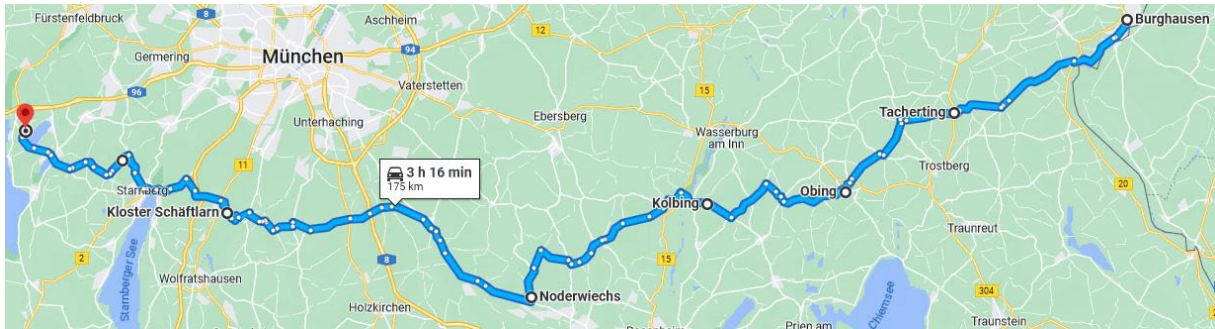 Burghausen
Fürstenfeldbruck
8
Aschheim
12
Germering
München
94
Vaterstetten
96
Ebersberg
15
Unterhaching
Tacherting
Wasserburg
am Inn
11
3 h 16 min
175 km
Trostberg
Starnberg
Obing
20
Kolbing
Kloster Schäftlarn
Traunreut
2
8
15
Starnberger See
Wolfratshausen
Noderwiechs
Holzkirchen
Chiemsee
304
Prien am
Traunstein